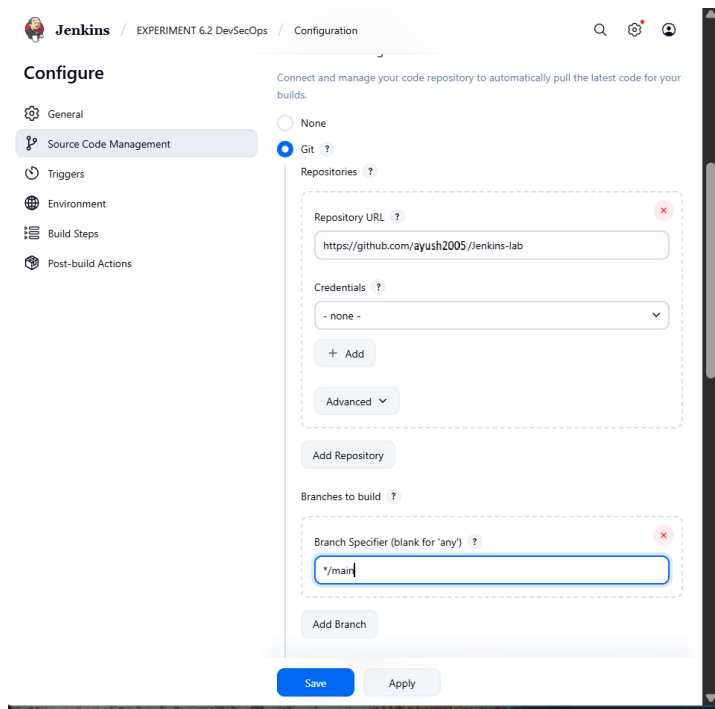 Jenkins / EXPERIMENT 6.2 DevSecOps / Configuration
Configure
General
Source Code Management
Triggers
Environment
Build Steps
Post-build Actions
Connect and manage your code repository to automatically pull the latest code for your
builds.
None
Git ?
Repositories ?
Repository URL ?
https://github.com/ayush2005/Jenkins-lab
Credentials ?
- none -
+ Add
Advanced
Add Repository
Branches to build ?
Branch Specifier (blank for 'any') ?
*/main
Add Branch
Save Apply